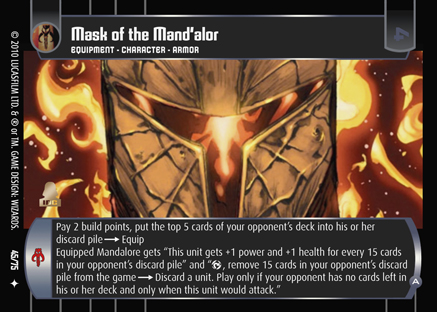 Mask of the Mand'alor
EQUIPMENT - CHARACTER - ARMOR
Pay 2 build points, put the top 5 cards of your opponent's deck into his or her
discard pile → Equip
Equipped Mandalore gets "This unit gets +1 power and +1 health for every 15 cards
in your opponent's discard pile" and ", remove 15 cards in your opponent's discard
pile from the game → Discard a unit. Play only if your opponent has no cards left in
his or her deck and only when this unit would attack."
A
© 2010 LUCASFILM LTD. & ® or TM. GAME DESIGN: WIZARDS.
45/75